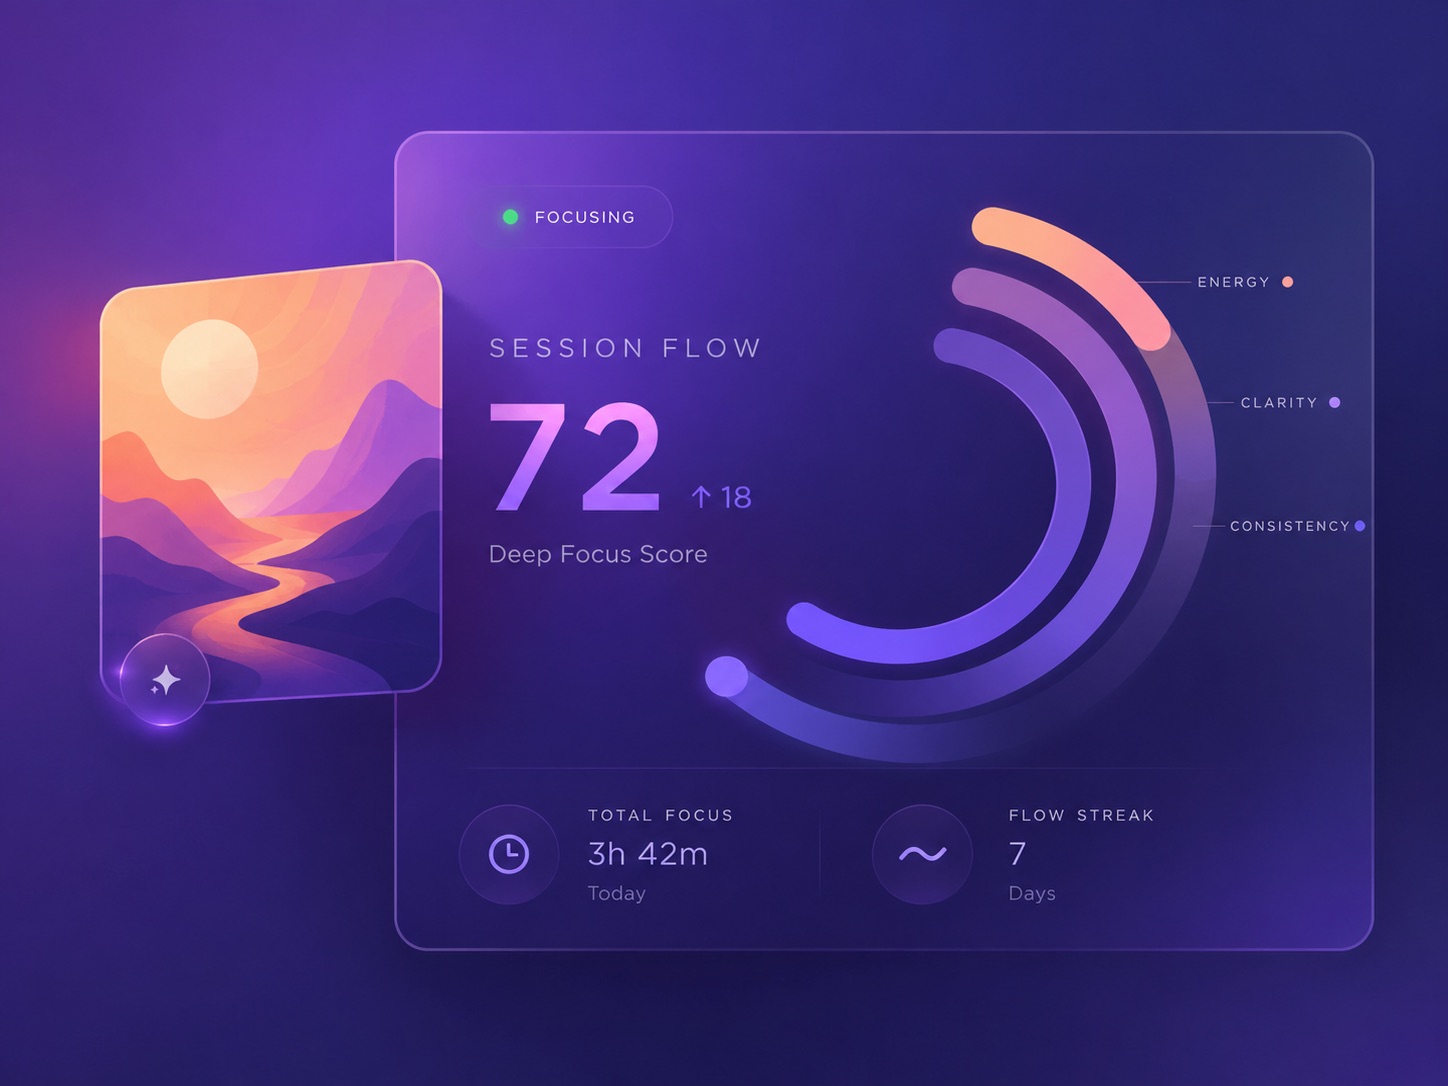 FOCUSING
SESSION FLOW
72 ↑ 18
Deep Focus Score
ENERGY
CLARITY
CONSISTENCY
TOTAL FOCUS
3h 42m
Today
FLOW STREAK
7
Days